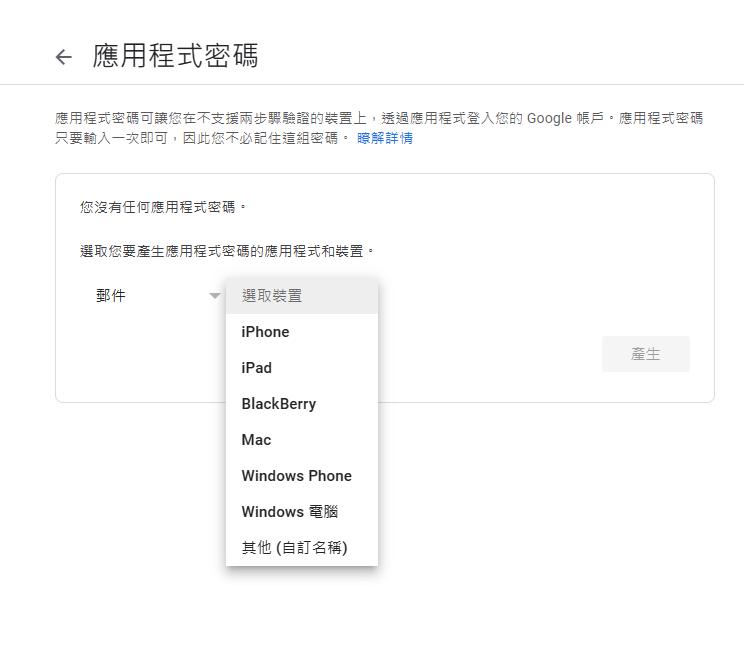 應用程式密碼
應用程式密碼可讓您在不支援兩步驟驗證的裝置上，透過應用程式登入您的 Google 帳戶。應用程式密碼
只要輸入一次即可，因此您不必記住這組密碼。 瞭解詳情
您沒有任何應用程式密碼。
選取您要產生應用程式密碼的應用程式和裝置。
郵件
選取裝置
iPhone
iPad
BlackBerry
Mac
Windows Phone
Windows 電腦
其他 (自訂名稱)
產生